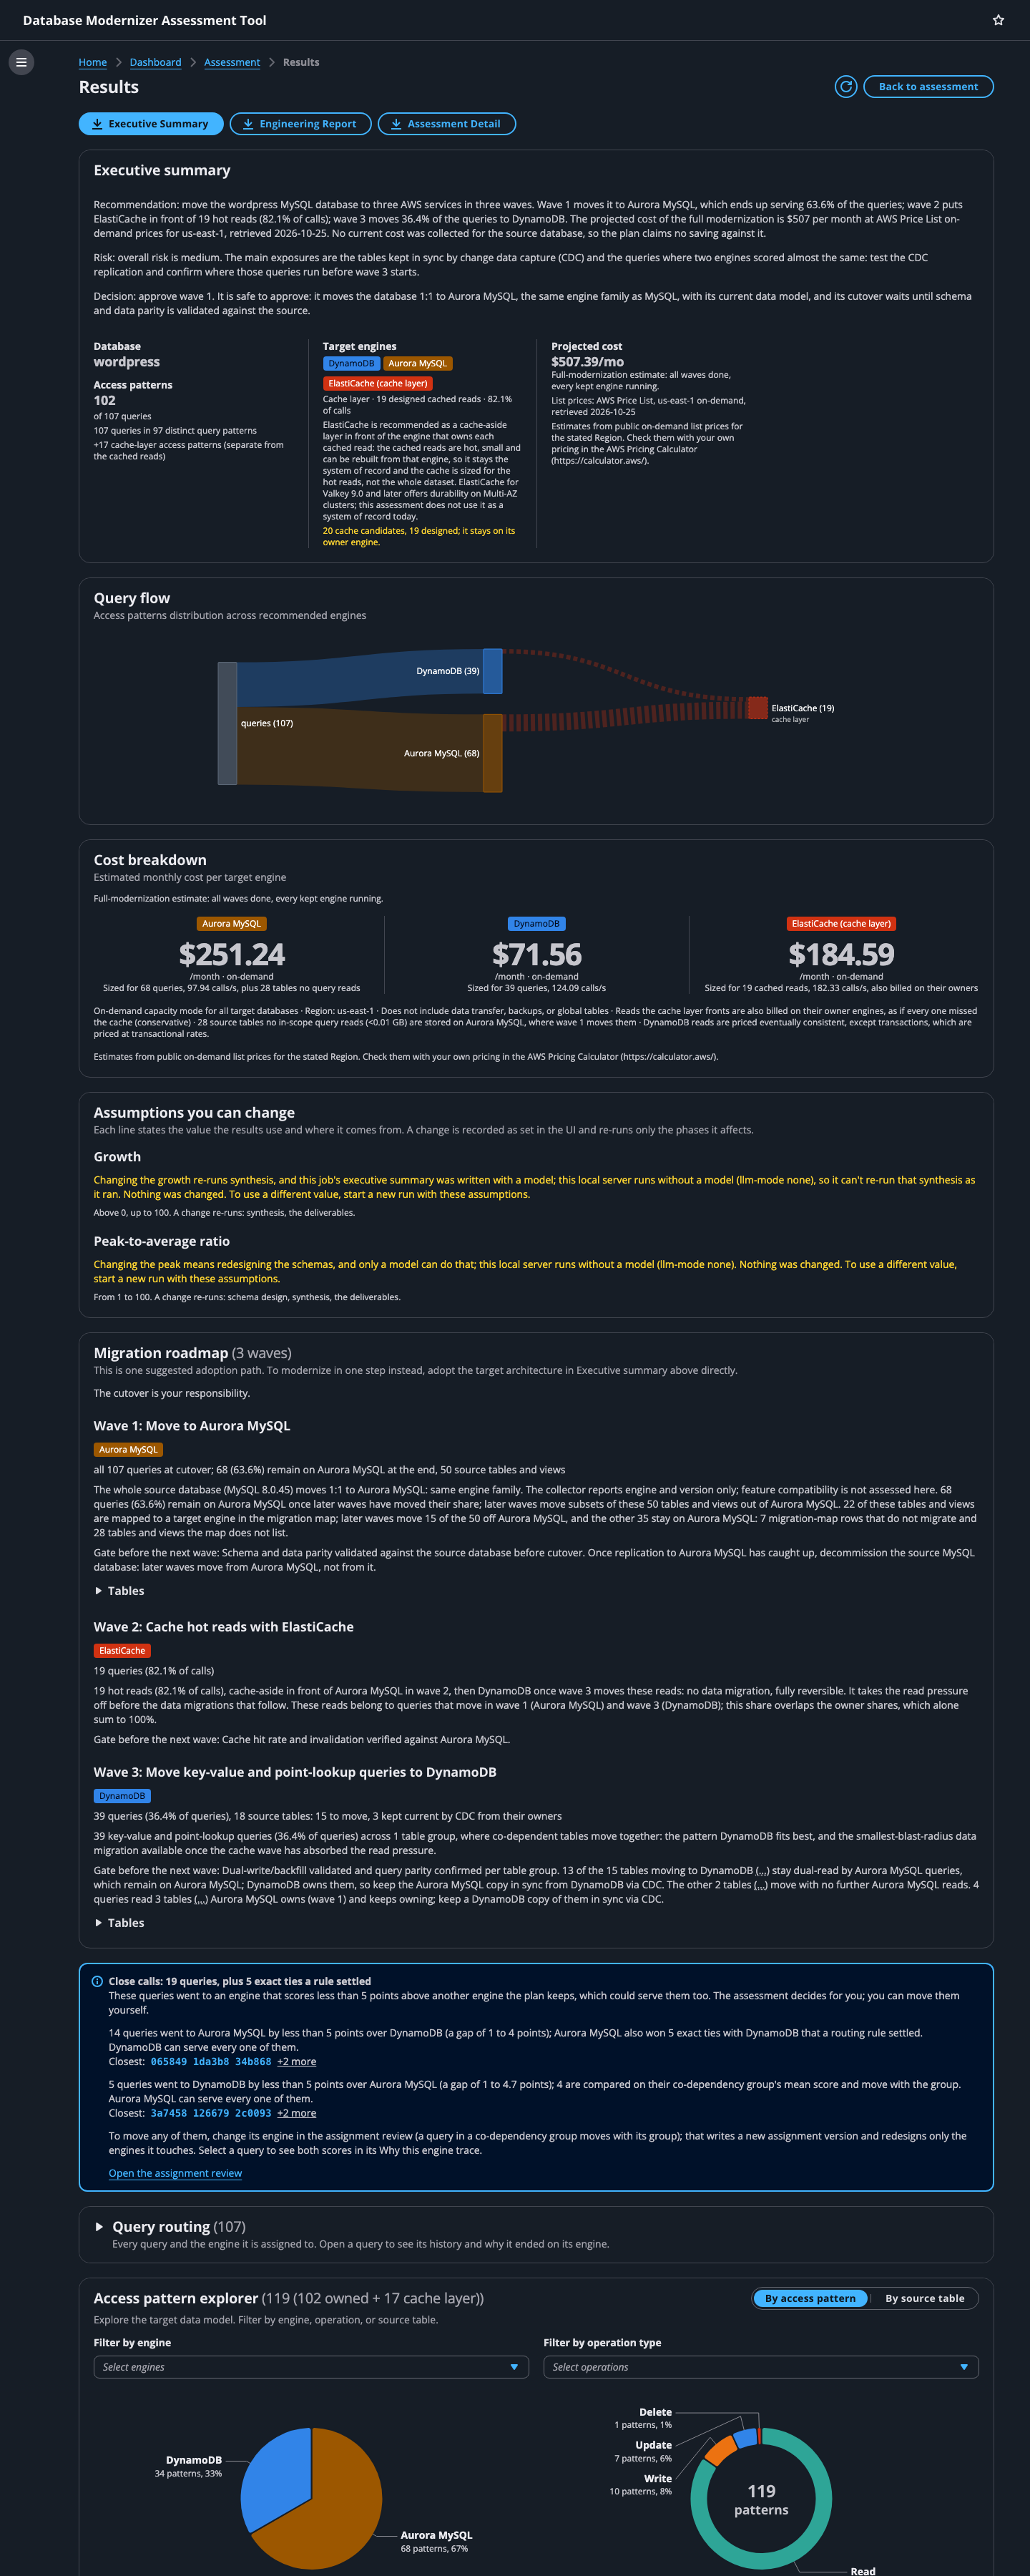 Database Modernizer Assessment Tool
Home
Dashboard
Assessment
Results
Results
Back to assessment
Executive Summary
Engineering Report
Assessment Detail
Executive summary
Recommendation: move the wordpress MySQL database to three AWS services in three waves. Wave 1 moves it to Aurora MySQL, which ends up serving 63.6% of the queries; wave 2 puts
ElastiCache in front of 19 hot reads (82.1% of calls); wave 3 moves 36.4% of the queries to DynamoDB. The projected cost of the full modernization is $507 per month at AWS Price List on-
demand prices for us-east-1, retrieved 2026-10-25. No current cost was collected for the source database, so the plan claims no saving against it.
Risk: overall risk is medium. The main exposures are the tables kept in sync by change data capture (CDC) and the queries where two engines scored almost the same: test the CDC
replication and confirm where those queries run before wave 3 starts.
Decision: approve wave 1. It is safe to approve: it moves the database 1:1 to Aurora MySQL, the same engine family as MySQL, with its current data model, and its cutover waits until schema
and data parity is validated against the source.
Database
wordpress
Access patterns
102
of 107 queries
107 queries in 97 distinct query patterns
+17 cache-layer access patterns (separate from
the cached reads)
Target engines
DynamoDB
Aurora MySQL
ElastiCache (cache layer)
Cache layer · 19 designed cached reads · 82.1%
of calls
ElastiCache is recommended as a cache-aside
layer in front of the engine that owns each
cached read: the cached reads are hot, small and
can be rebuilt from that engine, so it stays the
system of record and the cache is sized for the
hot reads, not the whole dataset. ElastiCache for
Valkey 9.0 and later offers durability on Multi-AZ
clusters; this assessment does not use it as a
system of record today.
20 cache candidates, 19 designed; it stays on its
owner engine.
Projected cost
$507.39/mo
Full-modernization estimate: all waves done,
every kept engine running.
List prices: AWS Price List, us-east-1 on-demand,
retrieved 2026-10-25
Estimates from public on-demand list prices for
the stated Region. Check them with your own
pricing in the AWS Pricing Calculator
(https://calculator.aws/).
Query flow
Access patterns distribution across recommended engines
DynamoDB (39)
queries (107)
Aurora MySQL (68)
ElastiCache (19)
cache layer
Cost breakdown
Estimated monthly cost per target engine
Full-modernization estimate: all waves done, every kept engine running.
Aurora MySQL
$251.24
/month · on-demand
Sized for 68 queries, 97.94 calls/s, plus 28 tables no query reads
DynamoDB
$71.56
/month · on-demand
Sized for 39 queries, 124.09 calls/s
ElastiCache (cache layer)
$184.59
/month · on-demand
Sized for 19 cached reads, 182.33 calls/s, also billed on their owners
On-demand capacity mode for all target databases · Region: us-east-1 · Does not include data transfer, backups, or global tables · Reads the cache layer fronts are also billed on their owner engines, as if every one missed
the cache (conservative) · 28 source tables no in-scope query reads (<0.01 GB) are stored on Aurora MySQL, where wave 1 moves them · DynamoDB reads are priced eventually consistent, except transactions, which are
priced at transactional rates.
Estimates from public on-demand list prices for the stated Region. Check them with your own pricing in the AWS Pricing Calculator (https://calculator.aws/).
Assumptions you can change
Each line states the value the results use and where it comes from. A change is recorded as set in the UI and re-runs only the phases it affects.
Growth
Changing the growth re-runs synthesis, and this job's executive summary was written with a model; this local server runs without a model (llm-mode none), so it can't re-run that synthesis as
it ran. Nothing was changed. To use a different value, start a new run with these assumptions.
Above 0, up to 100. A change re-runs: synthesis, the deliverables.
Peak-to-average ratio
Changing the peak means redesigning the schemas, and only a model can do that; this local server runs without a model (llm-mode none). Nothing was changed. To use a different value,
start a new run with these assumptions.
From 1 to 100. A change re-runs: schema design, synthesis, the deliverables.
Migration roadmap (3 waves)
This is one suggested adoption path. To modernize in one step instead, adopt the target architecture in Executive summary above directly.
The cutover is your responsibility.
Wave 1: Move to Aurora MySQL
Aurora MySQL
all 107 queries at cutover; 68 (63.6%) remain on Aurora MySQL at the end, 50 source tables and views
The whole source database (MySQL 8.0.45) moves 1:1 to Aurora MySQL: same engine family. The collector reports engine and version only; feature compatibility is not assessed here. 68
queries (63.6%) remain on Aurora MySQL once later waves have moved their share; later waves move subsets of these 50 tables and views out of Aurora MySQL. 22 of these tables and views
are mapped to a target engine in the migration map; later waves move 15 of the 50 off Aurora MySQL, and the other 35 stay on Aurora MySQL: 7 migration-map rows that do not migrate and
28 tables and views the map does not list.
Gate before the next wave: Schema and data parity validated against the source database before cutover. Once replication to Aurora MySQL has caught up, decommission the source MySQL
database: later waves move from Aurora MySQL, not from it.
Tables
Wave 2: Cache hot reads with ElastiCache
ElastiCache
19 queries (82.1% of calls)
19 hot reads (82.1% of calls), cache-aside in front of Aurora MySQL in wave 2, then DynamoDB once wave 3 moves these reads: no data migration, fully reversible. It takes the read pressure
off before the data migrations that follow. These reads belong to queries that move in wave 1 (Aurora MySQL) and wave 3 (DynamoDB); this share overlaps the owner shares, which alone
sum to 100%.
Gate before the next wave: Cache hit rate and invalidation verified against Aurora MySQL.
Wave 3: Move key-value and point-lookup queries to DynamoDB
DynamoDB
39 queries (36.4% of queries), 18 source tables: 15 to move, 3 kept current by CDC from their owners
39 key-value and point-lookup queries (36.4% of queries) across 1 table group, where co-dependent tables move together: the pattern DynamoDB fits best, and the smallest-blast-radius data
migration available once the cache wave has absorbed the read pressure.
Gate before the next wave: Dual-write/backfill validated and query parity confirmed per table group. 13 of the 15 tables moving to DynamoDB (...) stay dual-read by Aurora MySQL queries,
which remain on Aurora MySQL; DynamoDB owns them, so keep the Aurora MySQL copy in sync from DynamoDB via CDC. The other 2 tables (...) move with no further Aurora MySQL reads. 4
queries read 3 tables (...) Aurora MySQL owns (wave 1) and keeps owning; keep a DynamoDB copy of them in sync via CDC.
Tables
Close calls: 19 queries, plus 5 exact ties a rule settled
These queries went to an engine that scores less than 5 points above another engine the plan keeps, which could serve them too. The assessment decides for you; you can move them
yourself.
14 queries went to Aurora MySQL by less than 5 points over DynamoDB (a gap of 1 to 4 points); Aurora MySQL also won 5 exact ties with DynamoDB that a routing rule settled.
DynamoDB can serve every one of them.
Closest: 065849 1da3b8 34b868 +2 more
5 queries went to DynamoDB by less than 5 points over Aurora MySQL (a gap of 1 to 4.7 points); 4 are compared on their co-dependency group's mean score and move with the group.
Aurora MySQL can serve every one of them.
Closest: 3a7458 126679 2c0093 +2 more
To move any of them, change its engine in the assignment review (a query in a co-dependency group moves with its group); that writes a new assignment version and redesigns only the
engines it touches. Select a query to see both scores in its Why this engine trace.
Open the assignment review
Query routing (107)
Every query and the engine it is assigned to. Open a query to see its history and why it ended on its engine.
Access pattern explorer (119 (102 owned + 17 cache layer))
By access pattern
By source table
Explore the target data model. Filter by engine, operation, or source table.
Filter by engine
Select engines
Filter by operation type
Select operations
DynamoDB
34 patterns, 33%
Aurora MySQL
68 patterns, 67%
Delete
1 patterns, 1%
Update
7 patterns, 6%
Write
10 patterns, 8%
119
patterns
Read